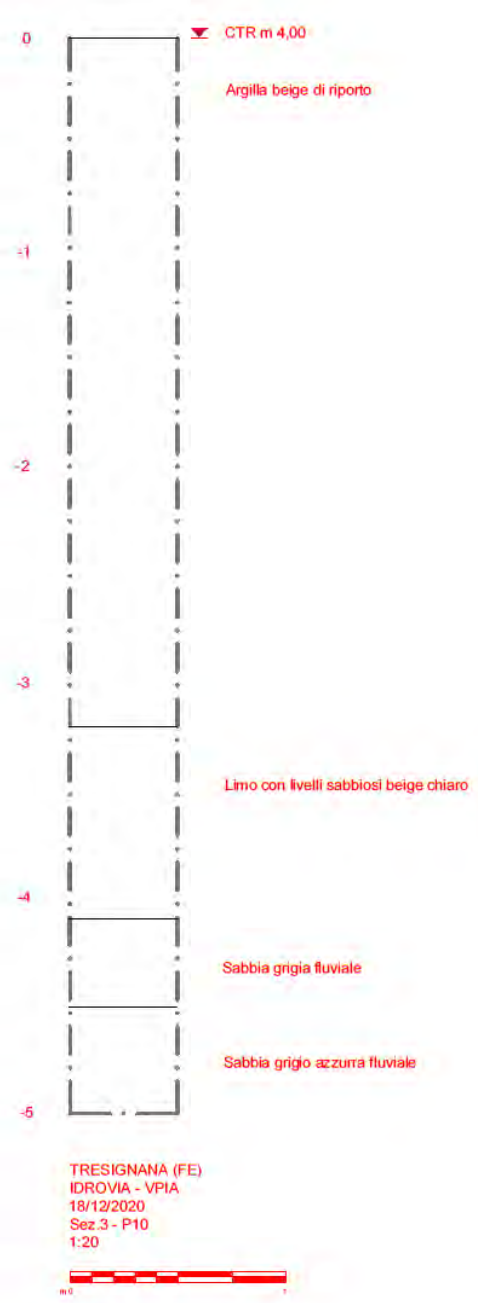 0
CTR m 4,00
Argilla beige di riporto
-1
-2
-3
Limo con livelli sabbiosi beige chiaro
-4
Sabbia grigia fluviale
Sabbia grigio azzurra fluviale
-5
TRESIGNANA (FE)
IDROVIA - VPIA
18/12/2020
Sez.3 - P10
1:20
m 0 1